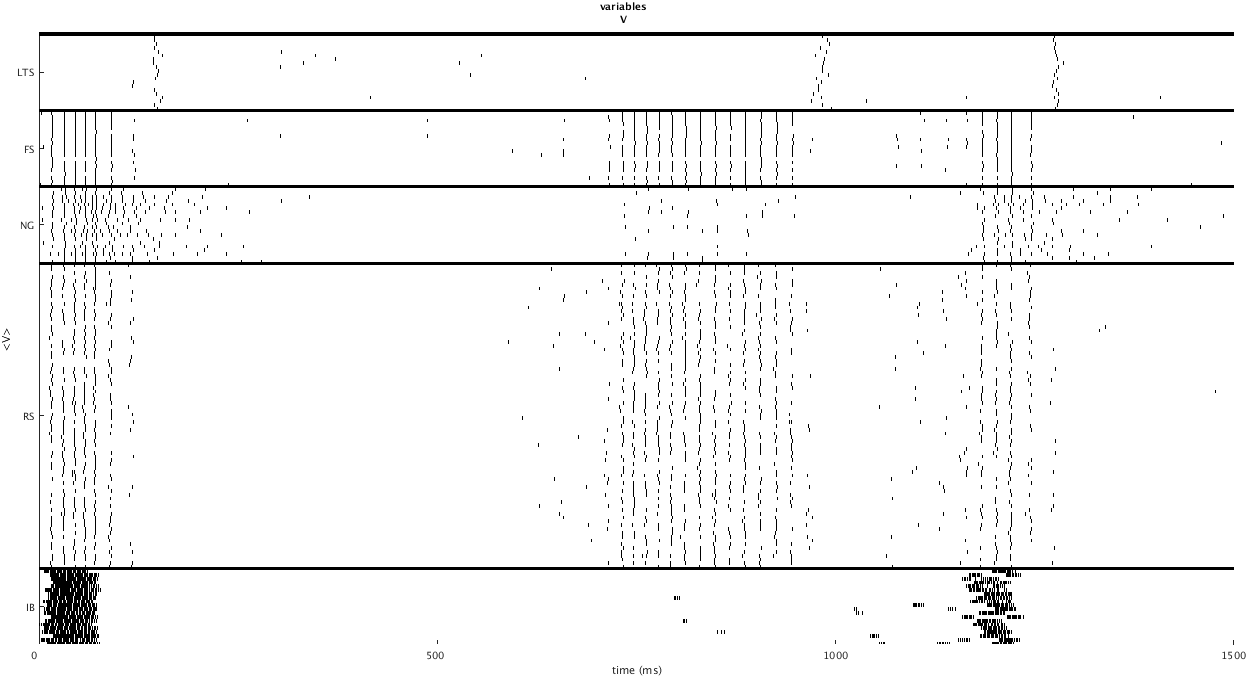 variables
V
LTS
FS
NG
<V>
RS
IB
0
500
1000
1500
time (ms)